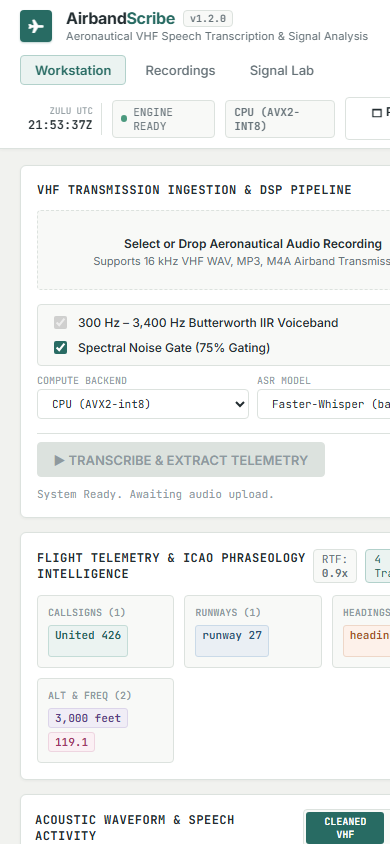 AirbandScribe v1.2.0
Aeronautical VHF Speech Transcription & Signal Analysis
Workstation Recordings Signal Lab
ZULU UTC
21:53:37Z
ENGINE READY
CPU (AVX2-INT8)
VHF TRANSMISSION INGESTION & DSP PIPELINE
Select or Drop Aeronautical Audio Recording
Supports 16 kHz VHF WAV, MP3, M4A Airband
300 Hz – 3,400 Hz Butterworth IIR Voiceband
Spectral Noise Gate (75% Gating)
COMPUTE BACKEND
ASR MODEL
CPU (AVX2-int8)
Faster-Whisper
▶ TRANSCRIBE & EXTRACT TELEMETRY
System Ready. Awaiting audio upload.
FLIGHT TELEMETRY & ICAO PHRASEOLOGY
INTELLIGENCE
RTF:
0.9x
4
CALLSIGNS (1)
United 426
RUNWAYS (1)
runway 27
HEADINGS
ALT & FREQ (2)
3,000 feet
119.1
ACOUSTIC WAVEFORM & SPEECH
ACTIVITY
CLEANED
VHF